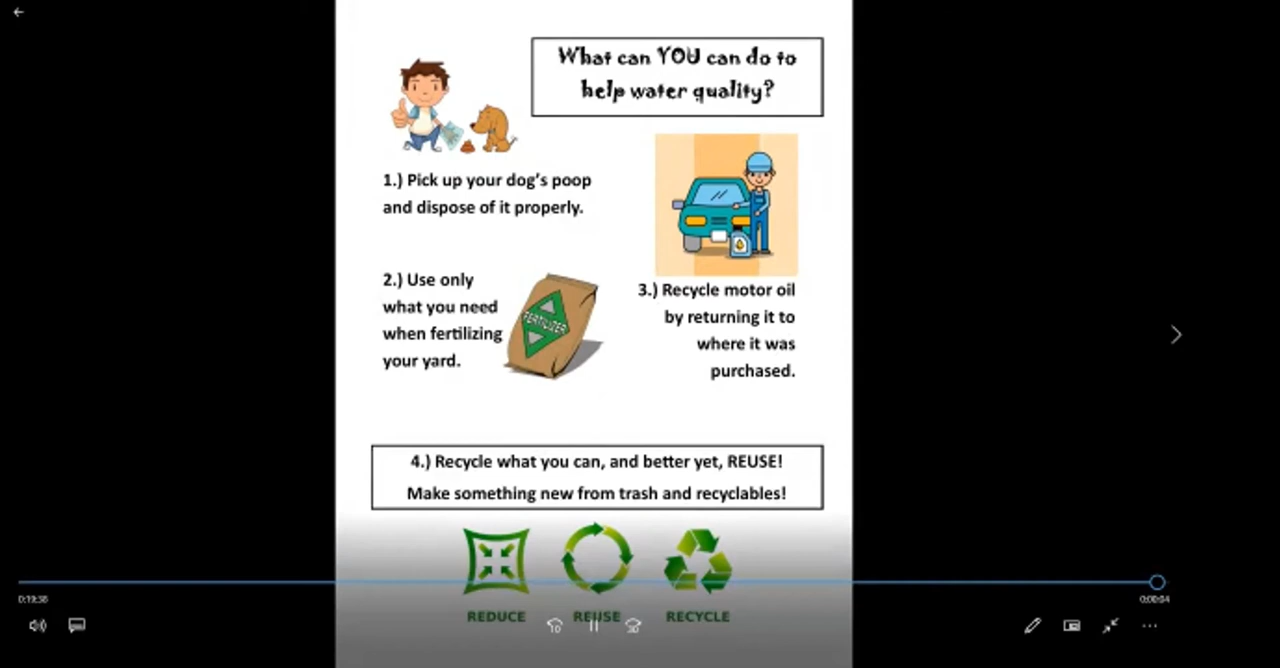 What can YOU can do to
help water quality?
1.) Pick up your dog's poop
and dispose of it properly.
2.) Use only
what you need
when fertilizing
your yard.
FERTILIZER
3.) Recycle motor oil
by returning it to
where it was
purchased.
4.) Recycle what you can, and better yet, REUSE!
Make something new from trash and recyclables!
REDUCE
REUSE
RECYCLE
0:19:38
0:00:04
10
30